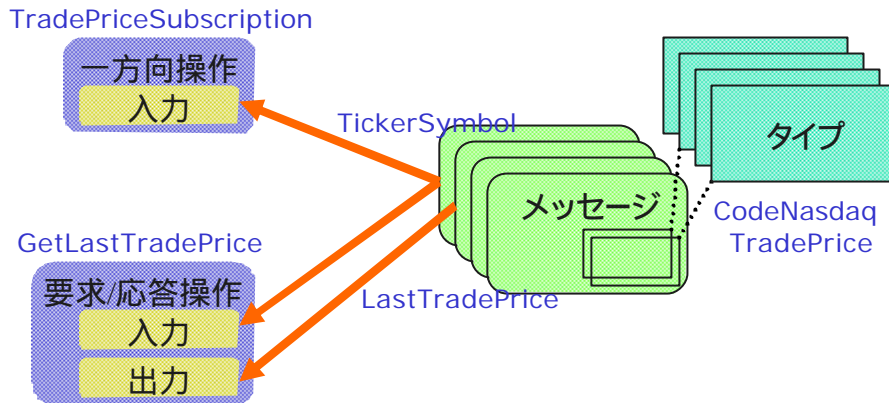 TradePriceSubscription
一方向操作
入力
TickerSymbol
タイプ
メッセージ
CodeNasdaq
TradePrice
GetLastTradePrice
要求/応答操作
LastTradePrice
入力
出力